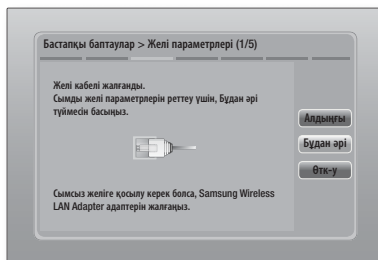 Бастапқы баптаулар > Желі параметрлері (1/5)
Желі кабелі жалғанды.
Сымды желі параметрлерін реттеу үшін, Бұдан әрі
түймесін басыңыз.
Алдыңғы
Бұдан әрі
Өтк-у
Сымсыз желіге қосылу керек болса, Samsung Wireless
LAN Adapter адаптерін жалғаңыз.